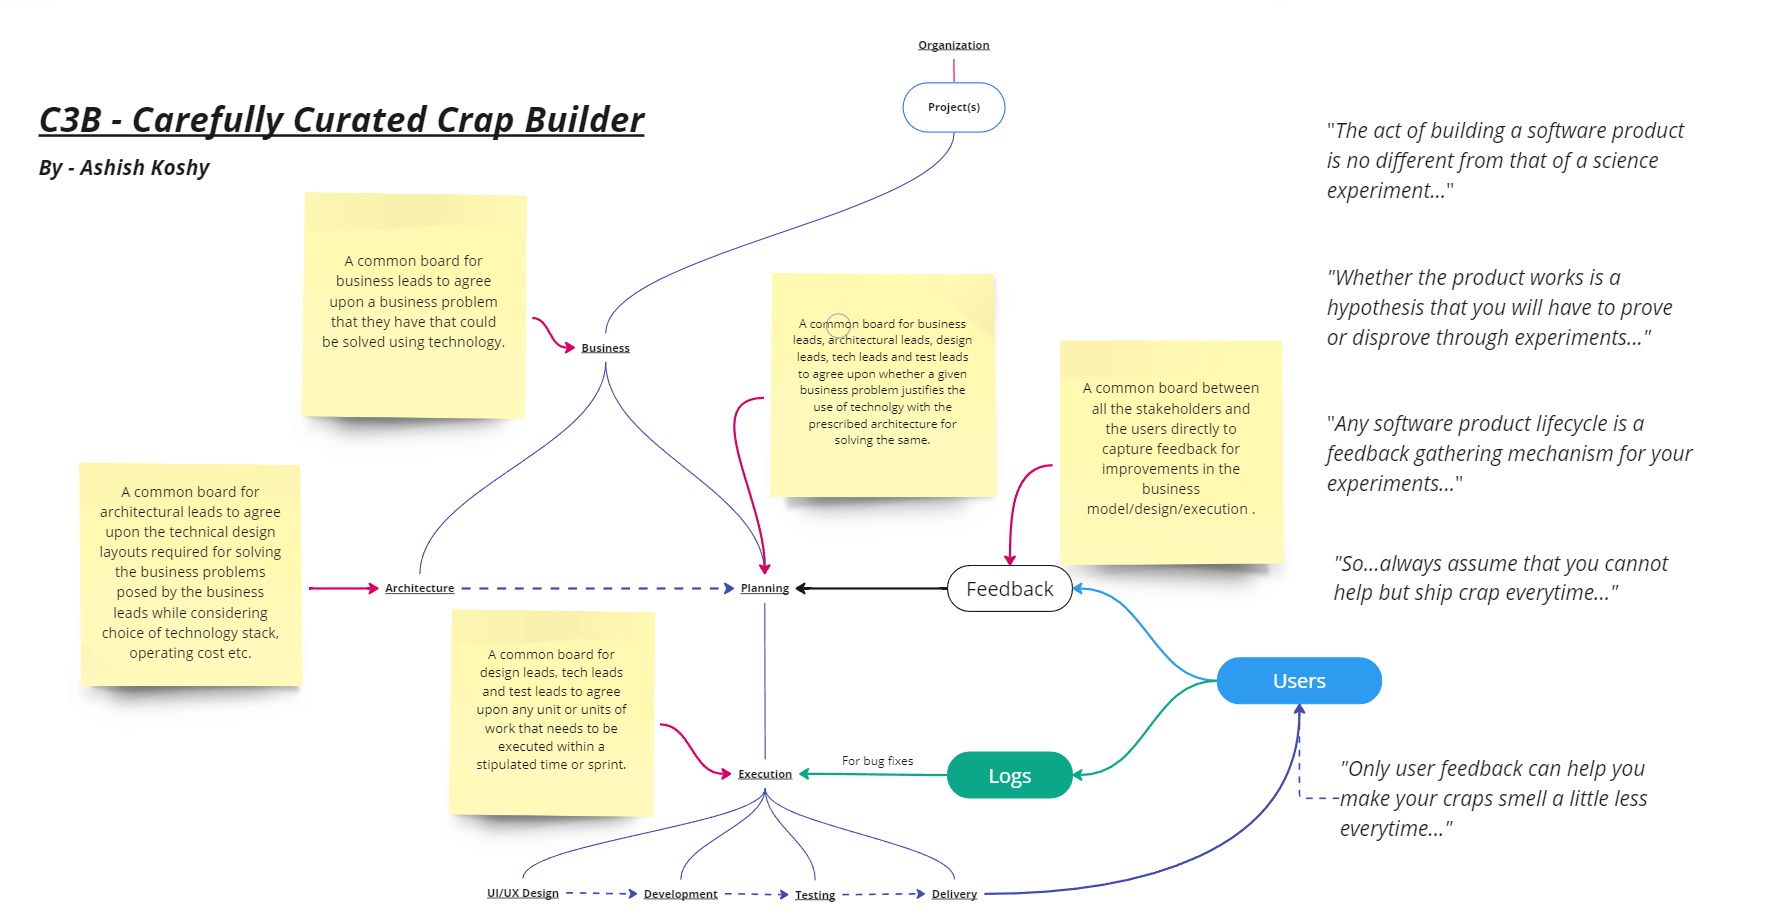 Organization
Project(s)
C3B - Carefully Curated Crap Builder
By - Ashish Koshy
"The act of building a software product
is no different from that of a science
experiment..."
"Whether the product works is a
hypothesis that you will have to prove
or disprove through experiments..."
"Any software product lifecycle is a
feedback gathering mechanism for your
experiments..."
"So...always assume that you cannot
help but ship crap everytime..."
"Only user feedback can help you
make your craps smell a little less
everytime..."
A common board for
business leads to agree
upon a business problem
that they have that could
be solved using technology.
Business
A common board for business
leads, architectural leads, design
leads, tech leads and test leads
to agree upon whether a given
business problem justifies the
use of technolgy with the
prescribed architecture for
solving the same.
A common board between
all the stakeholders and
the users directly to
capture feedback for
improvements in the
business
model/design/execution .
A common board for
architectural leads to agree
upon the technical design
layouts required for solving
the business problems
posed by the business
leads while considering
choice of technology stack,
operating cost etc.
Architecture
Planning
Feedback
Users
A common board for
design leads, tech leads
and test leads to agree
upon any unit or units of
work that needs to be
executed within a
stipulated time or sprint.
Execution
For bug fixes
Logs
UI/UX Design
Development
Testing
Delivery